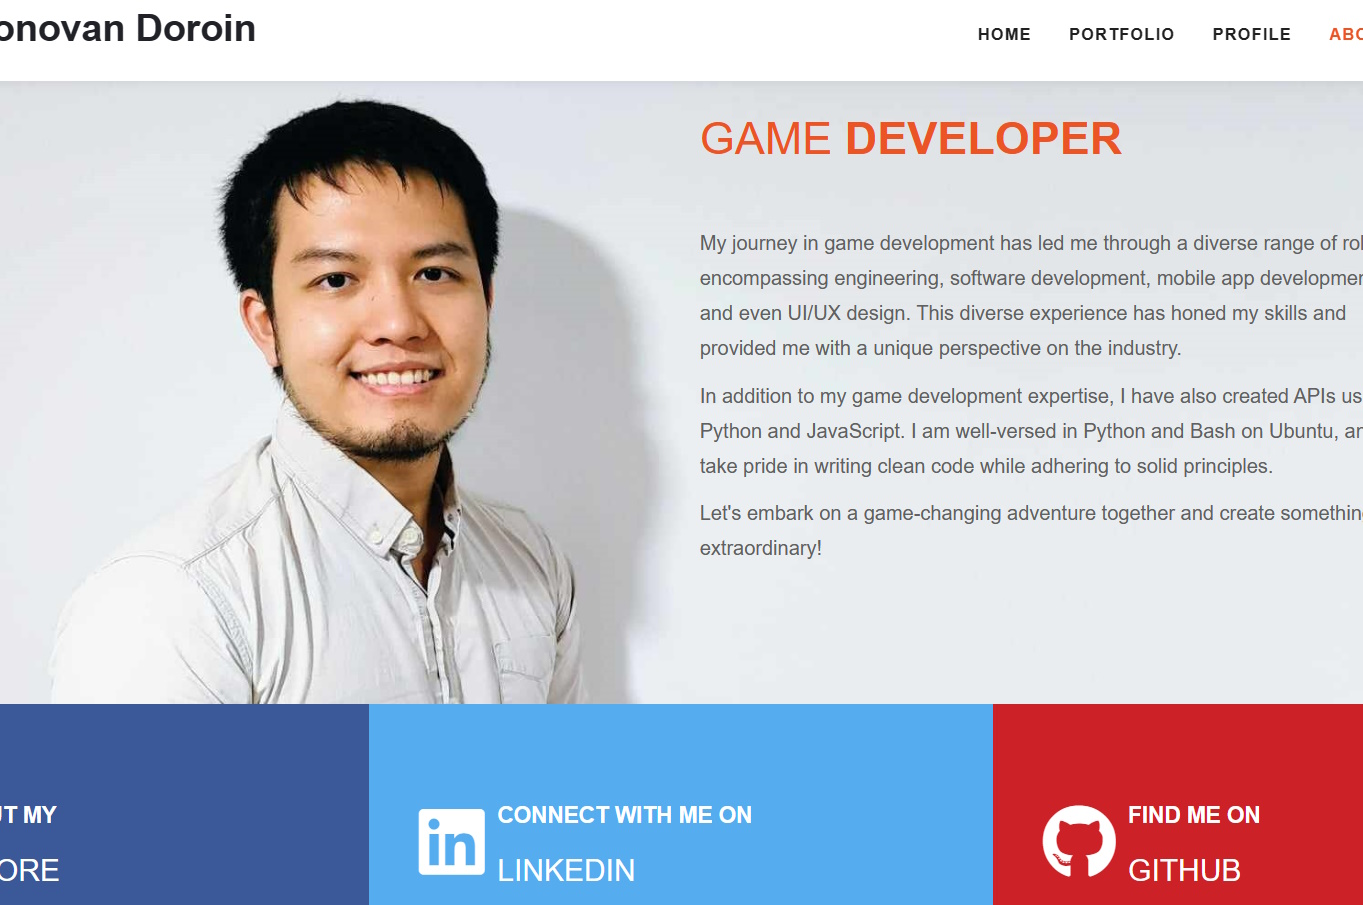 onovan Doroin
HOME PORTFOLIO PROFILE ABO
GAME DEVELOPER
My journey in game development has led me through a diverse range of rol
encompassing engineering, software development, mobile app developmen
and even UI/UX design. This diverse experience has honed my skills and
provided me with a unique perspective on the industry.
In addition to my game development expertise, I have also created APIs us
Python and JavaScript. I am well-versed in Python and Bash on Ubuntu, an
take pride in writing clean code while adhering to solid principles.
Let's embark on a game-changing adventure together and create somethin
extraordinary!
UT MY
ORE
in
CONNECT WITH ME ON
LINKEDIN
FIND ME ON
GITHUB